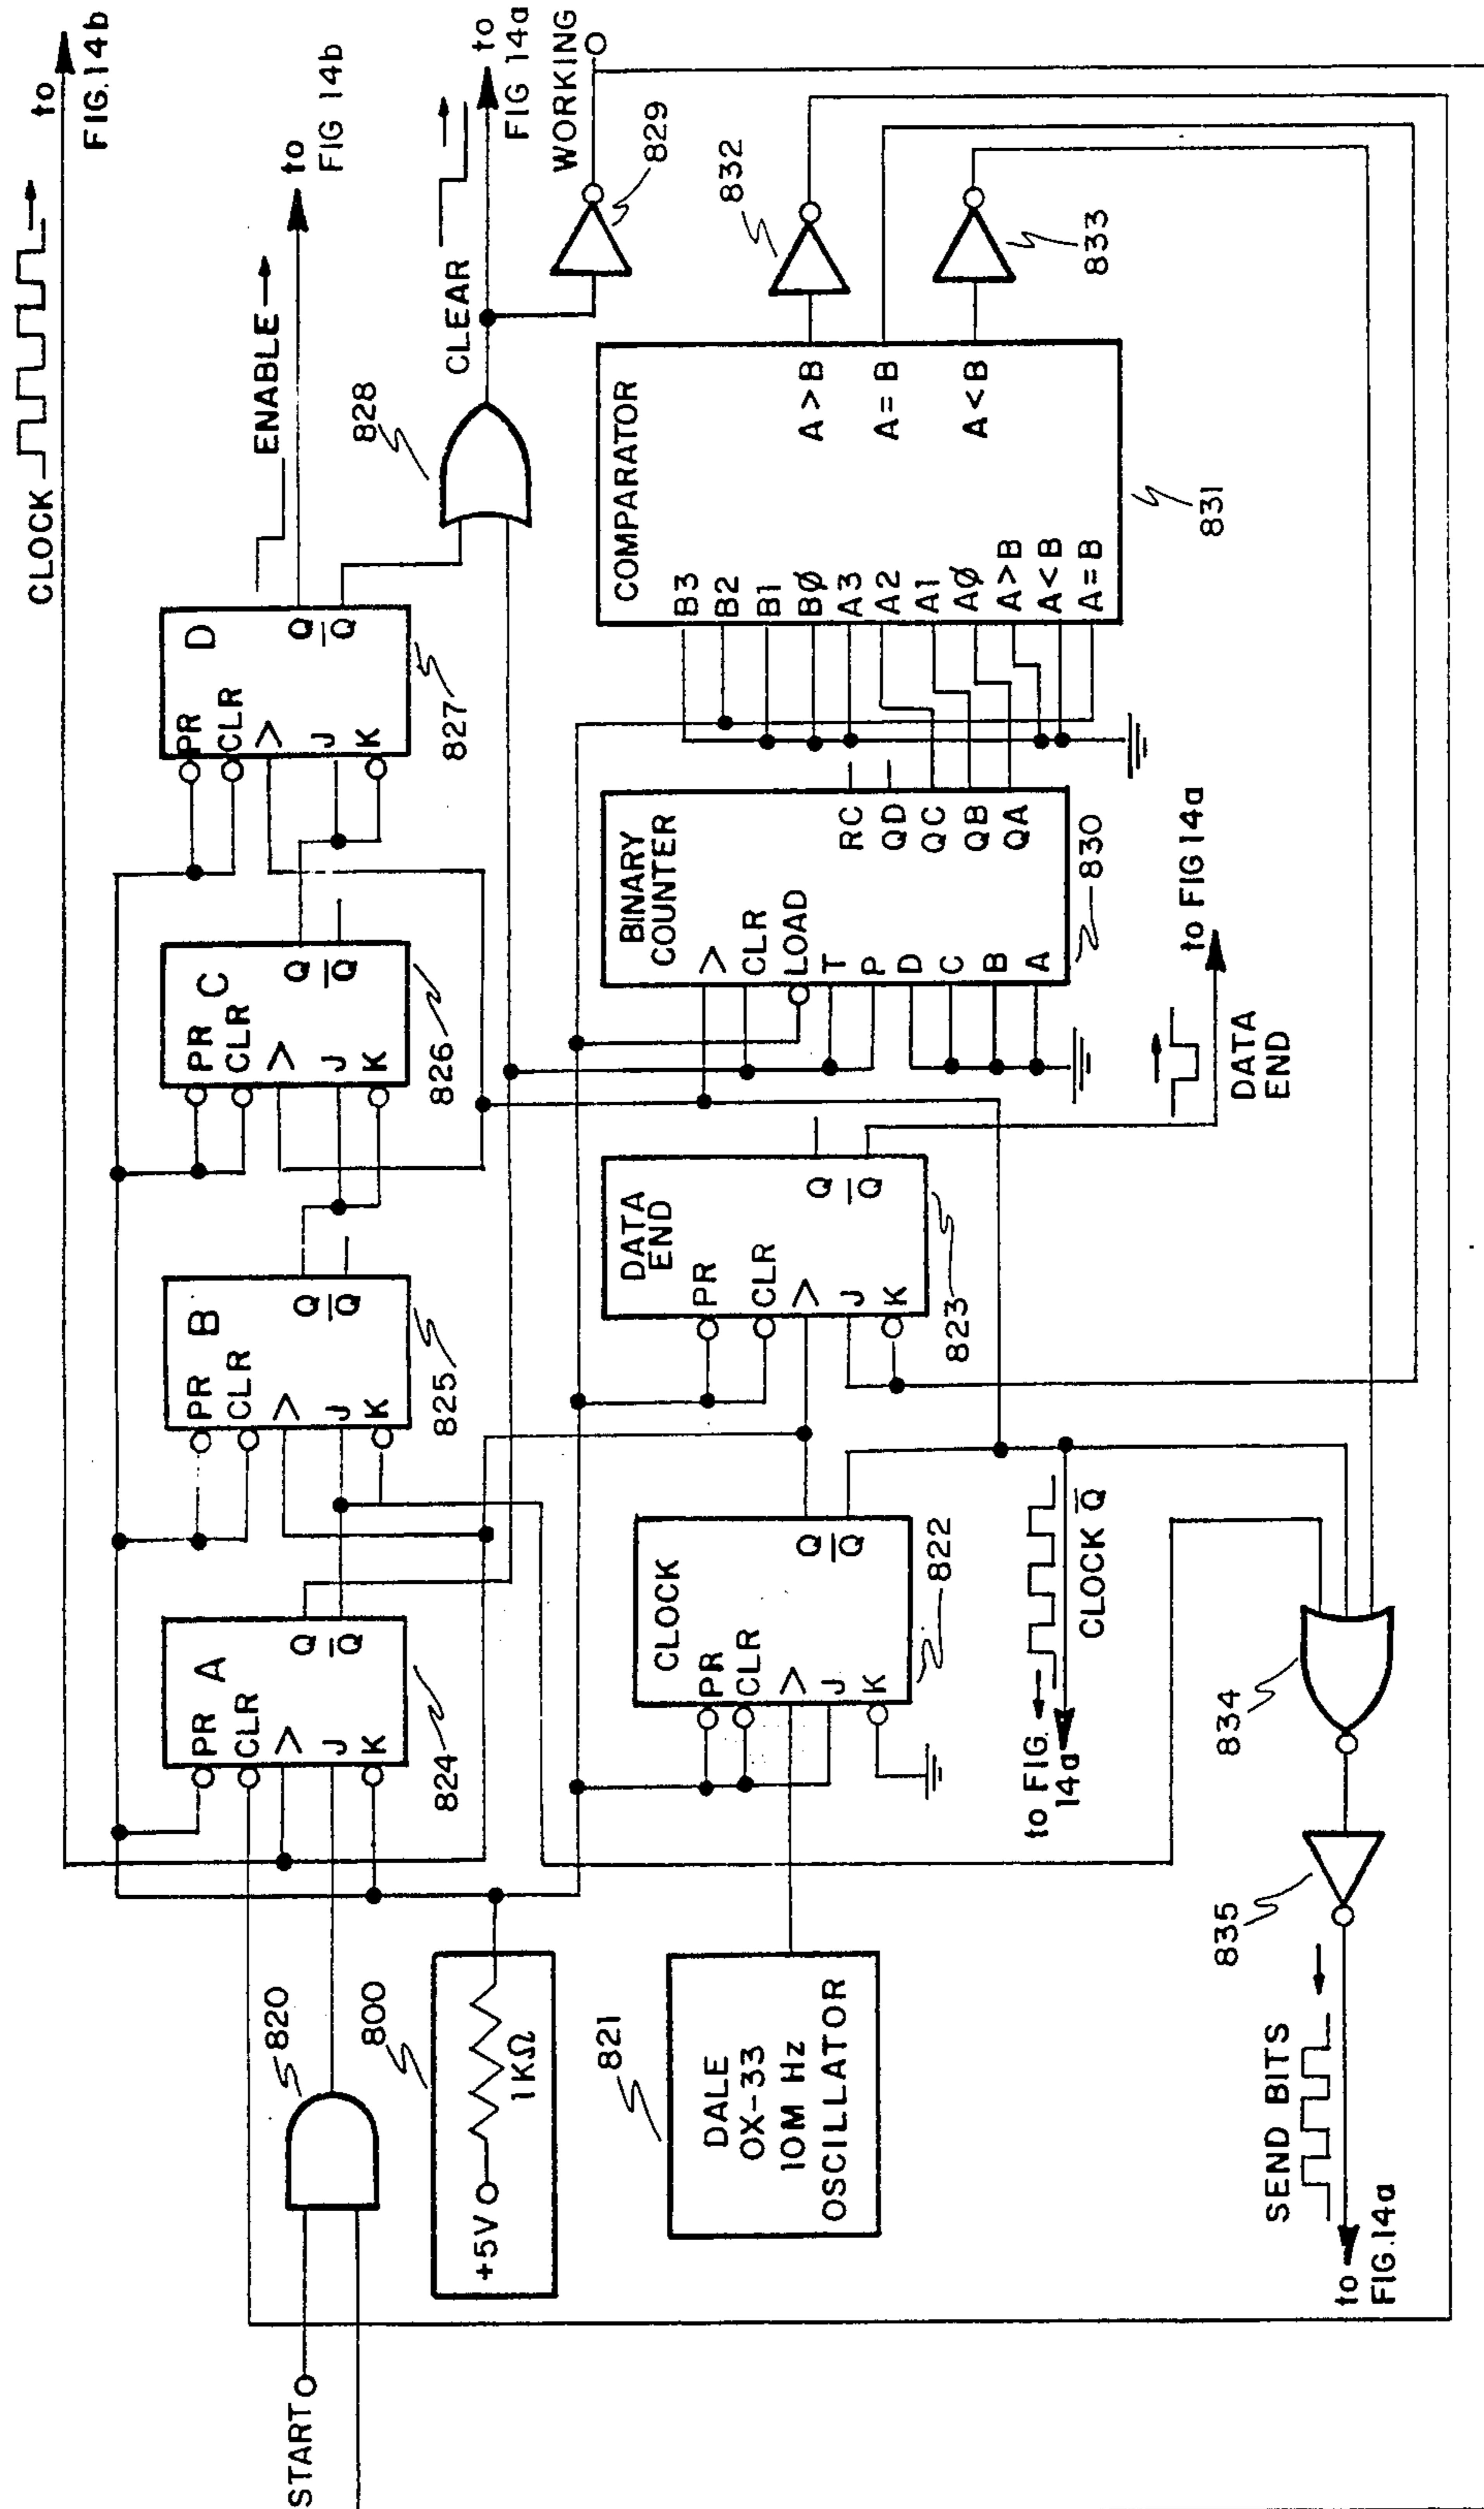 CLOCK
to
FIG.14b
ENABLE
to
FIG 14b
CLEAR
to
FIG 14a
WORKING
829
828
START
820
PR A
CLR
>
J
K
Q
Q
824
PR B
CLR
>
J
K
Q
Q
825
PR C
CLR
>
J
K
Q
Q
826
PR D
CLR
>
J
K
Q
Q
827
800
+5V
1KΩ
821
DALE
OX-33
10MHz
OSCILLATOR
CLOCK
PR
CLR
>
J
K
Q
Q
822
DATA
END
PR
CLR
>
J
K
Q
Q
823
BINARY
COUNTER
>
CLR
LOAD
T
P
D
C
B
A
RC
QD
QC
QB
QA
830
COMPARATOR
B3
B2
B1
BØ
A3
A2
A1
AØ
A>B
A<B
A=B
A>B
A=B
A<B
831
832
833
to FIG 14a
DATA
END
to FIG.
14a
CLOCK Q̅
834
835
SEND BITS
to
FIG.14a